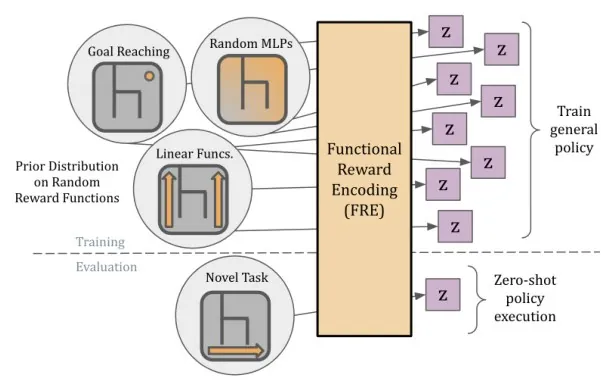 Goal Reaching
Random MLPs
Linear Funcs.
Prior Distribution
on Random
Reward Functions
Training
Evaluation
Novel Task
Functional
Reward
Encoding
(FRE)
z
z
z
z
z
z
z
z
z
Train
general
policy
Zero-shot
policy
execution